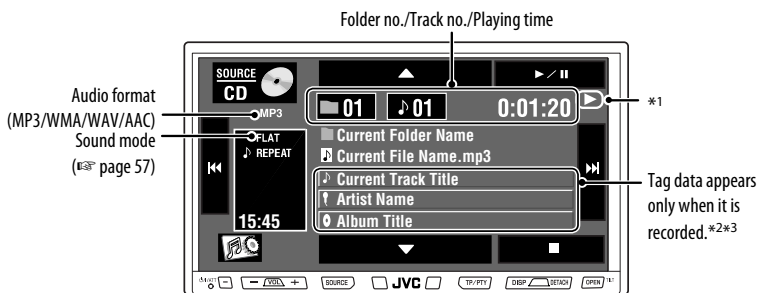 Folder no./Track no./Playing time
Audio format
(MP3/WMA/WAV/AAC)
Sound mode
(☞ page 57)
SOURCE
CD
MP3
FLAT
REPEAT
15:45
01
01
0:01:20
Current Folder Name
Current File Name.mp3
Current Track Title
Artist Name
Album Title
*1
Tag data appears
only when it is
recorded.*2*3
VOL
SOURCE
JVC
TP/PTY
DISP
DETACH
OPEN
TILT